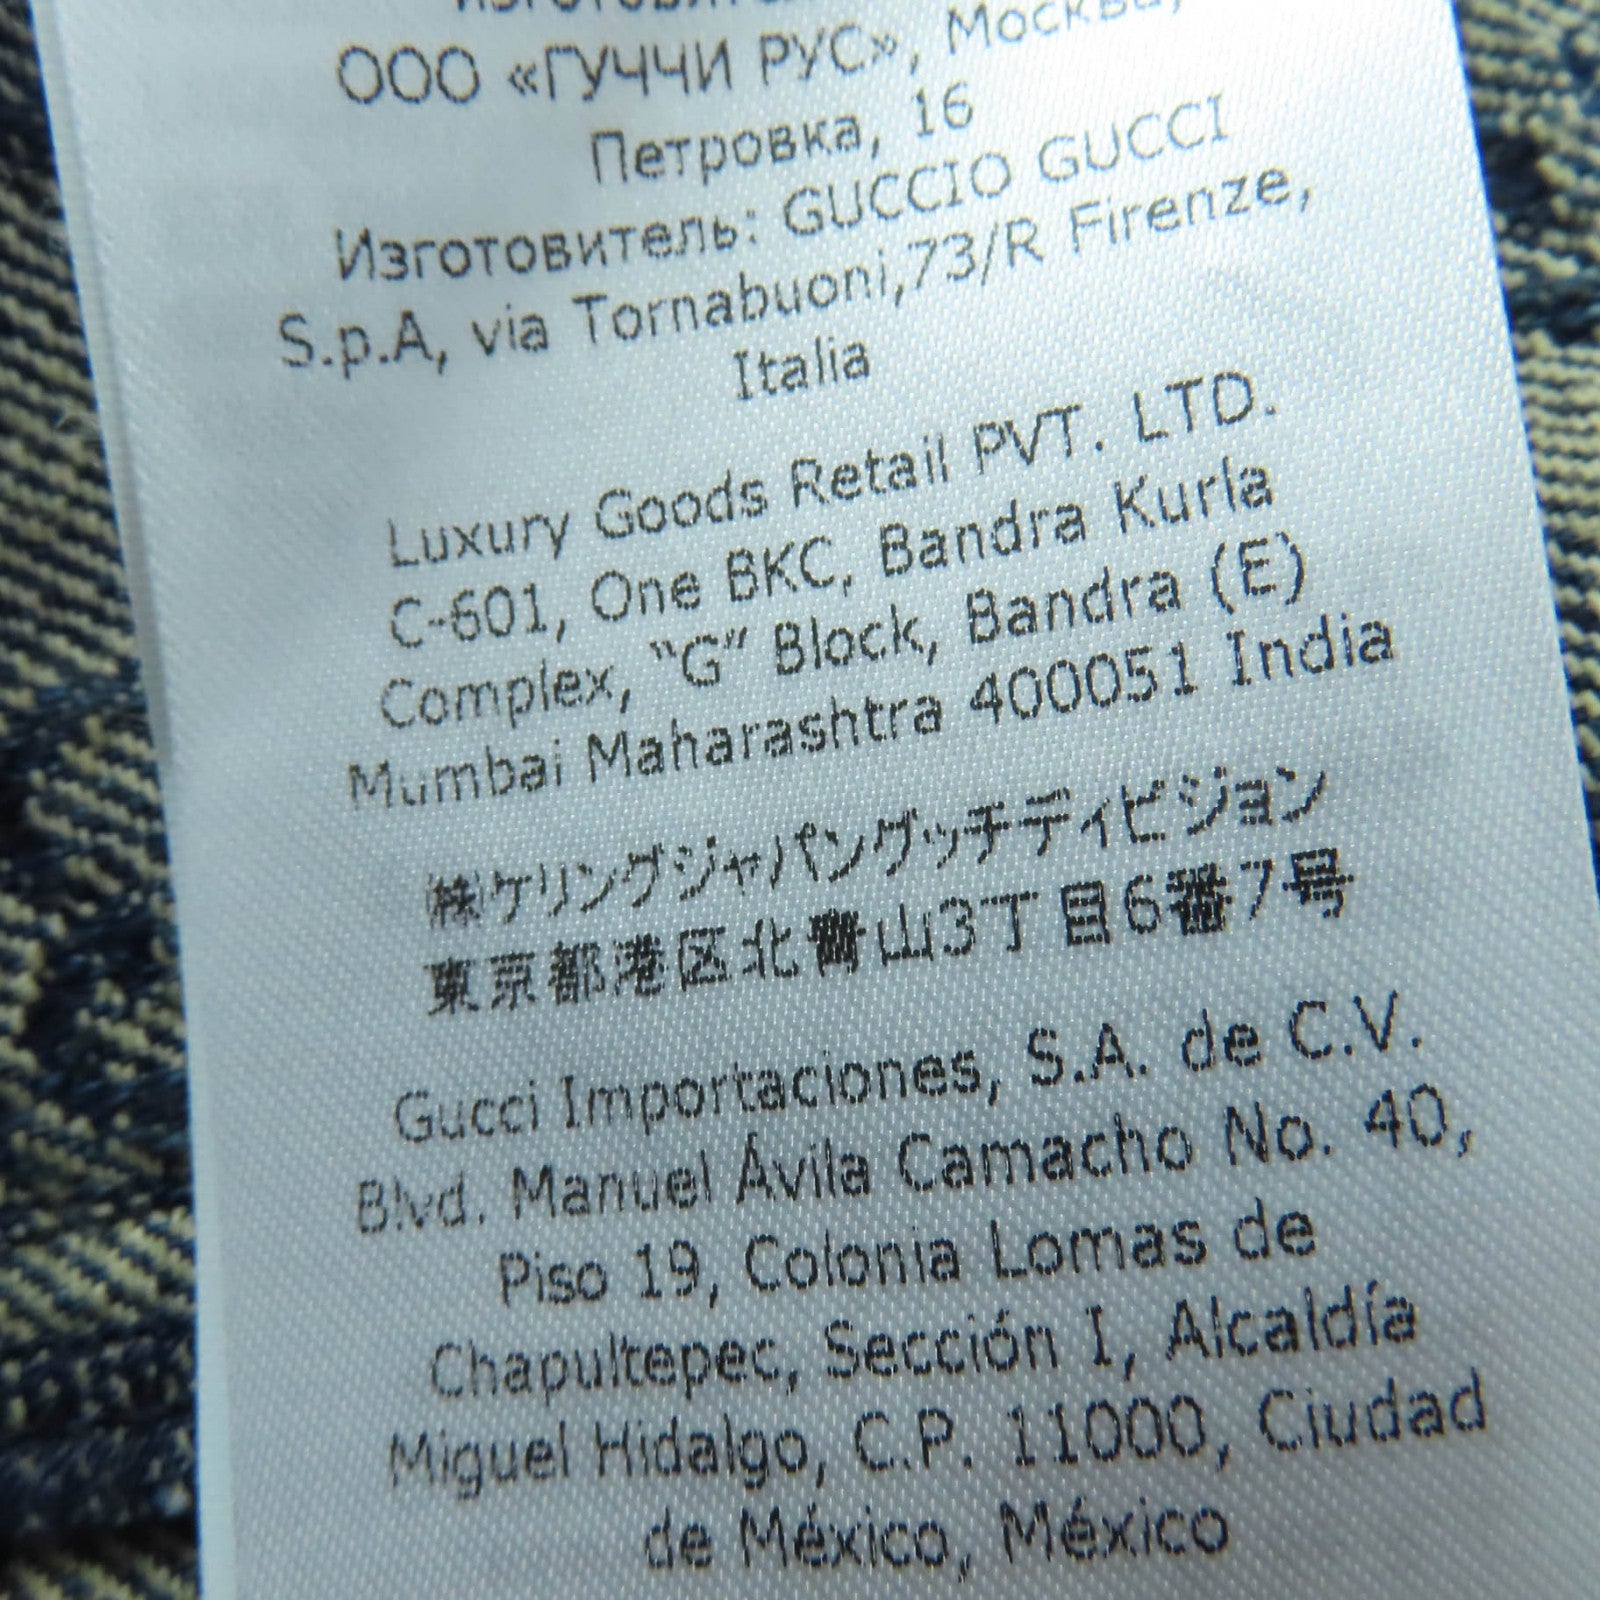 ООО «ГУЧЧИ РУС», Москва,
Петровка, 16
Изготовитель: GUCCIO GUCCI
S.p.A, via Tornabuoni,73/R Firenze,
Italia
Luxury Goods Retail PVT. LTD.
C-601, One BKC, Bandra Kurla
Complex, “G” Block, Bandra (E)
Mumbai Maharashtra 400051 India
㈱ケリングジャパングッチディビジョン
東京都港区北青山3丁目6番7号
Gucci Importaciones, S.A. de C.V.
Blvd. Manuel Ávila Camacho No. 40,
Piso 19, Colonia Lomas de
Chapultepec, Sección I, Alcaldía
Miguel Hidalgo, C.P. 11000, Ciudad
de México, México